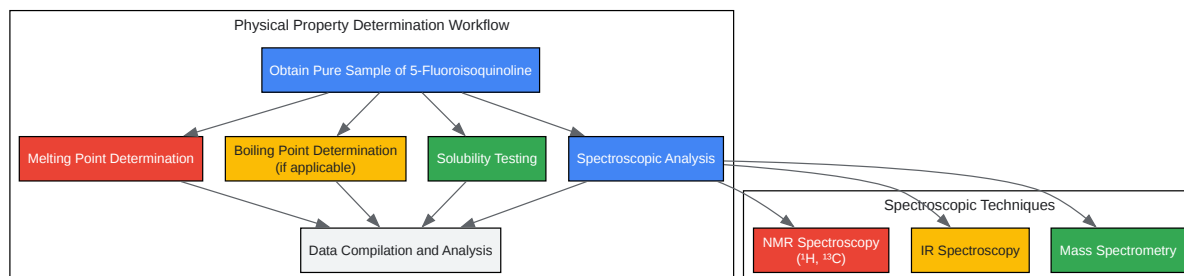 Physical Property Determination Workflow
Obtain Pure Sample of 5-Fluoroisoquinoline
Melting Point Determination
Boiling Point Determination
(if applicable)
Solubility Testing
Spectroscopic Analysis
Data Compilation and Analysis
Spectroscopic Techniques
NMR Spectroscopy
(¹H, ¹³C)
IR Spectroscopy
Mass Spectrometry